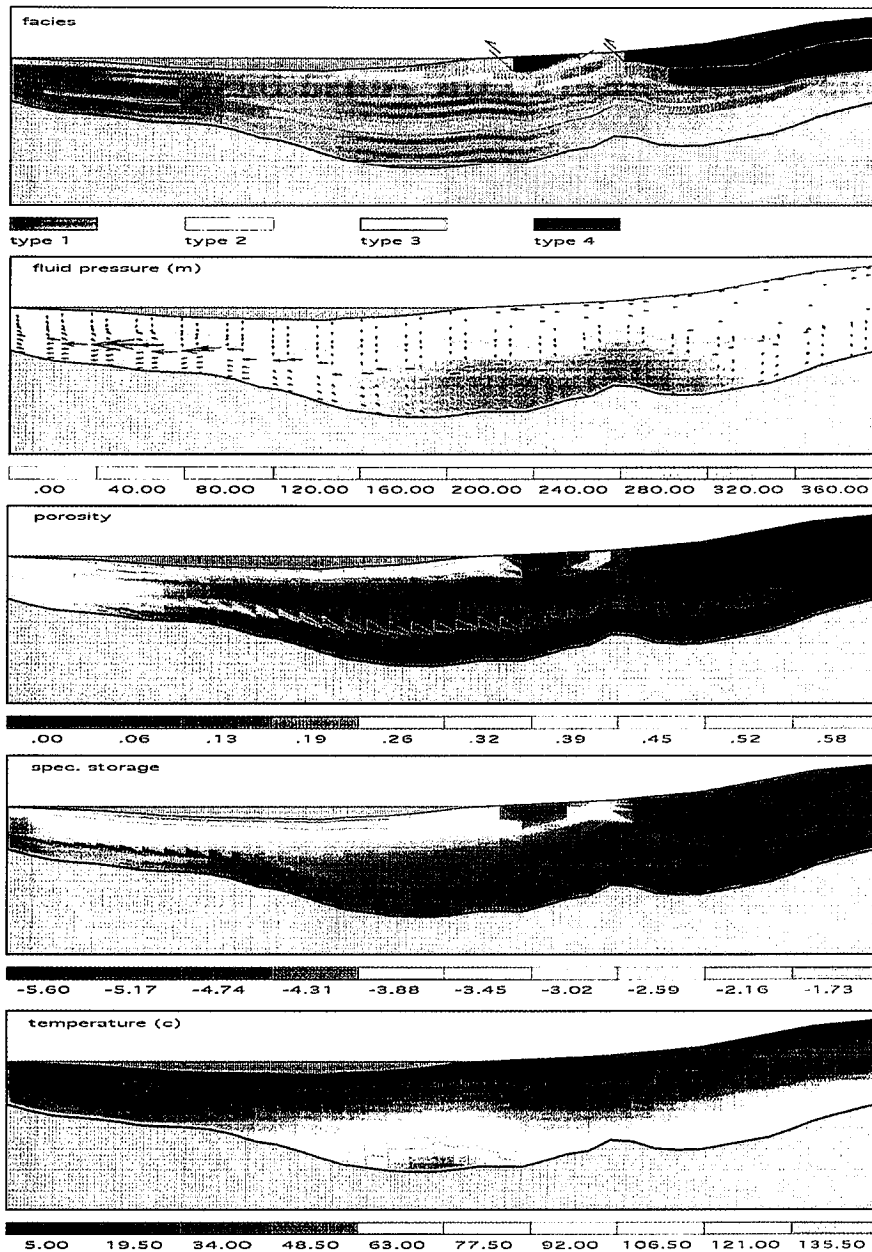 facies
type 1 type 2 type 3 type 4
fluid pressure (m)
.00 40.00 80.00 120.00 160.00 200.00 240.00 280.00 320.00 360.00
porosity
.00 .06 .13 .19 .26 .32 .39 .45 .52 .58
spec. storage
-5.60 -5.17 -4.74 -4.31 -3.88 -3.45 -3.02 -2.59 -2.16 -1.73
temperature (c)
5.00 19.50 34.00 48.50 63.00 77.50 92.00 106.50 121.00 135.50